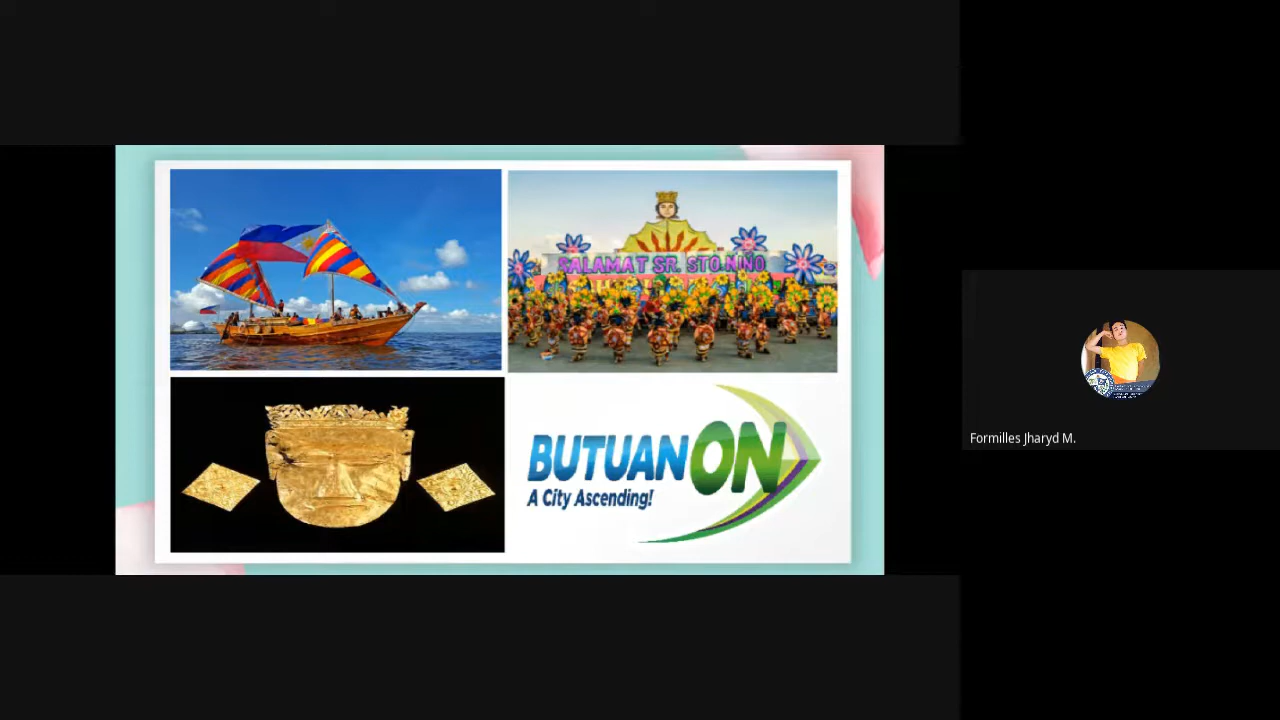 SALAMAT SR. STO. NIÑO
BUTUANON
A City Ascending!
Formilles Jharyd M.